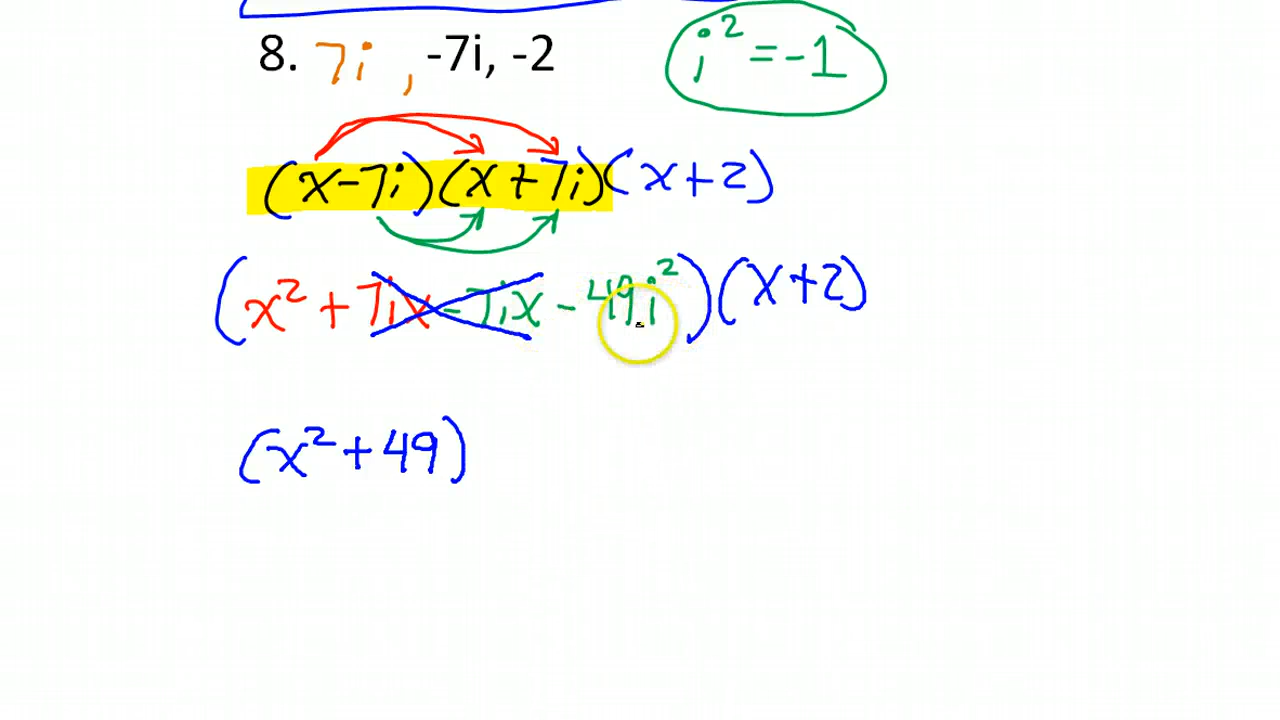 8. 7i , -7i, -2
i² = -1
(x-7i)(x+7i)(x+2)
(x²+7ix-7ix-49i²)(x+2)
(x²+49)